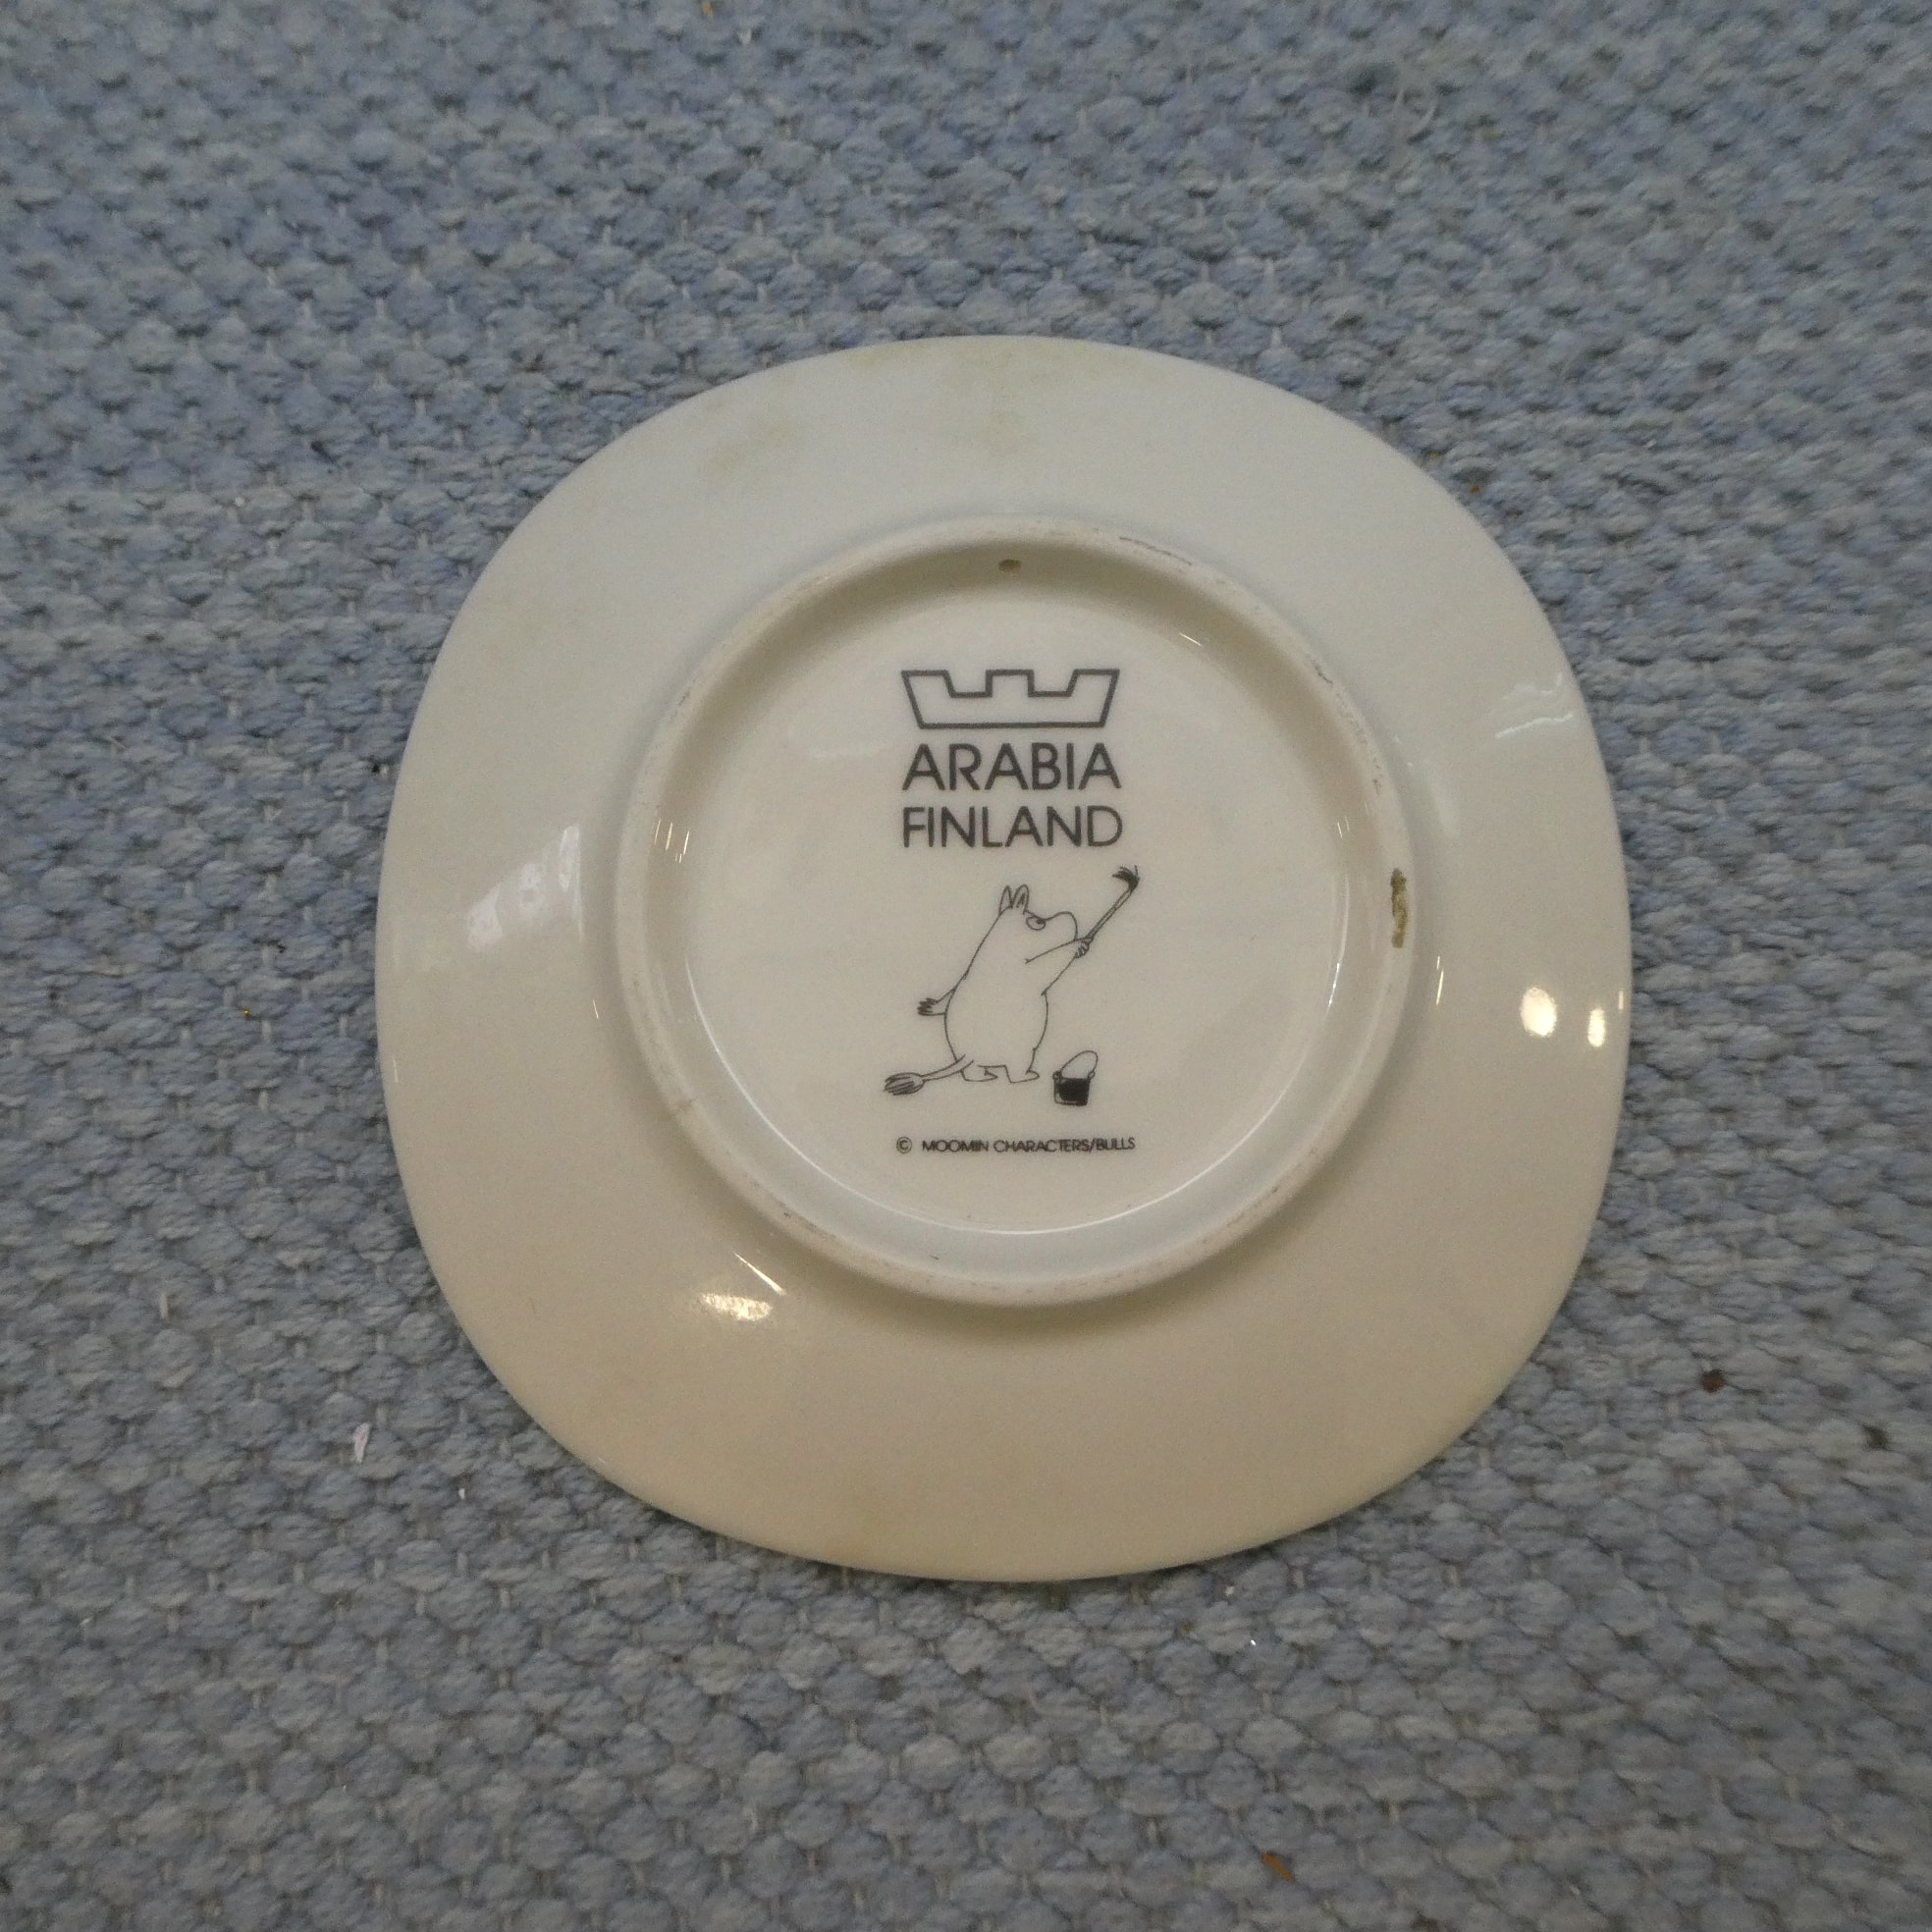 ARABIA
FINLAND
© MOOMIN CHARACTERS/BULLS